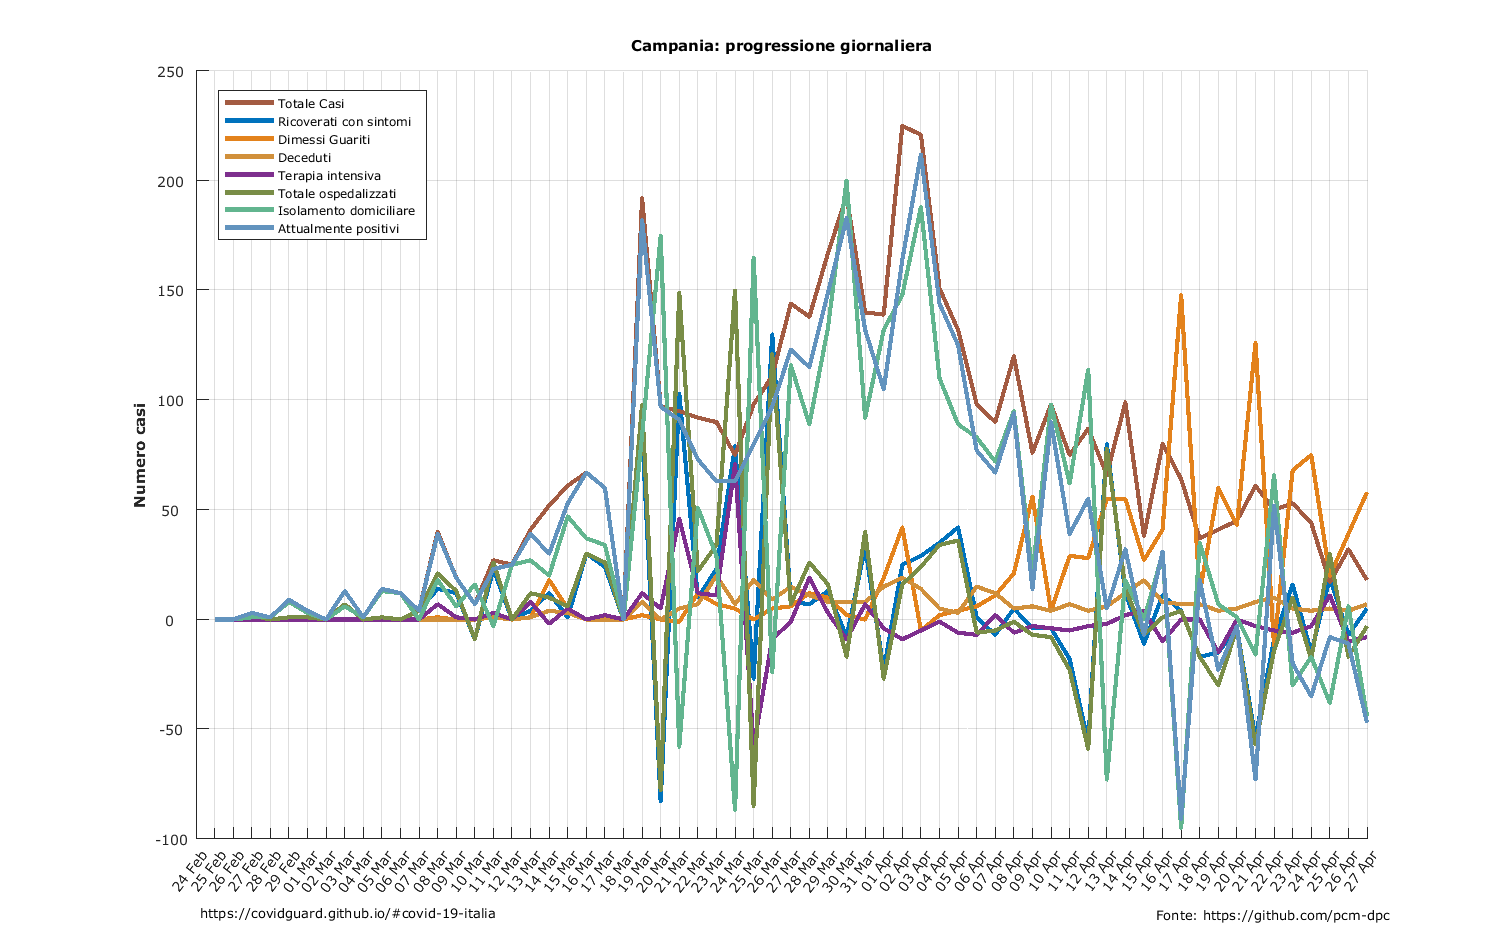 Campania: progressione giornaliera
Numero casi
250
200
150
100
50
0
-50
-100
Totale Casi
Ricoverati con sintomi
Dimessi Guariti
Deceduti
Terapia intensiva
Totale ospedalizzati
Isolamento domiciliare
Attualmente positivi
24 Feb
25 Feb
26 Feb
27 Feb
28 Feb
29 Feb
01 Mar
02 Mar
03 Mar
04 Mar
05 Mar
06 Mar
07 Mar
08 Mar
09 Mar
10 Mar
11 Mar
12 Mar
13 Mar
14 Mar
15 Mar
16 Mar
17 Mar
18 Mar
19 Mar
20 Mar
21 Mar
22 Mar
23 Mar
24 Mar
25 Mar
26 Mar
27 Mar
28 Mar
29 Mar
30 Mar
31 Mar
01 Apr
02 Apr
03 Apr
04 Apr
05 Apr
06 Apr
07 Apr
08 Apr
09 Apr
10 Apr
11 Apr
12 Apr
13 Apr
14 Apr
15 Apr
16 Apr
17 Apr
18 Apr
19 Apr
20 Apr
21 Apr
22 Apr
23 Apr
24 Apr
25 Apr
26 Apr
27 Apr
https://covidguard.github.io/#covid-19-italia
Fonte: https://github.com/pcm-dpc